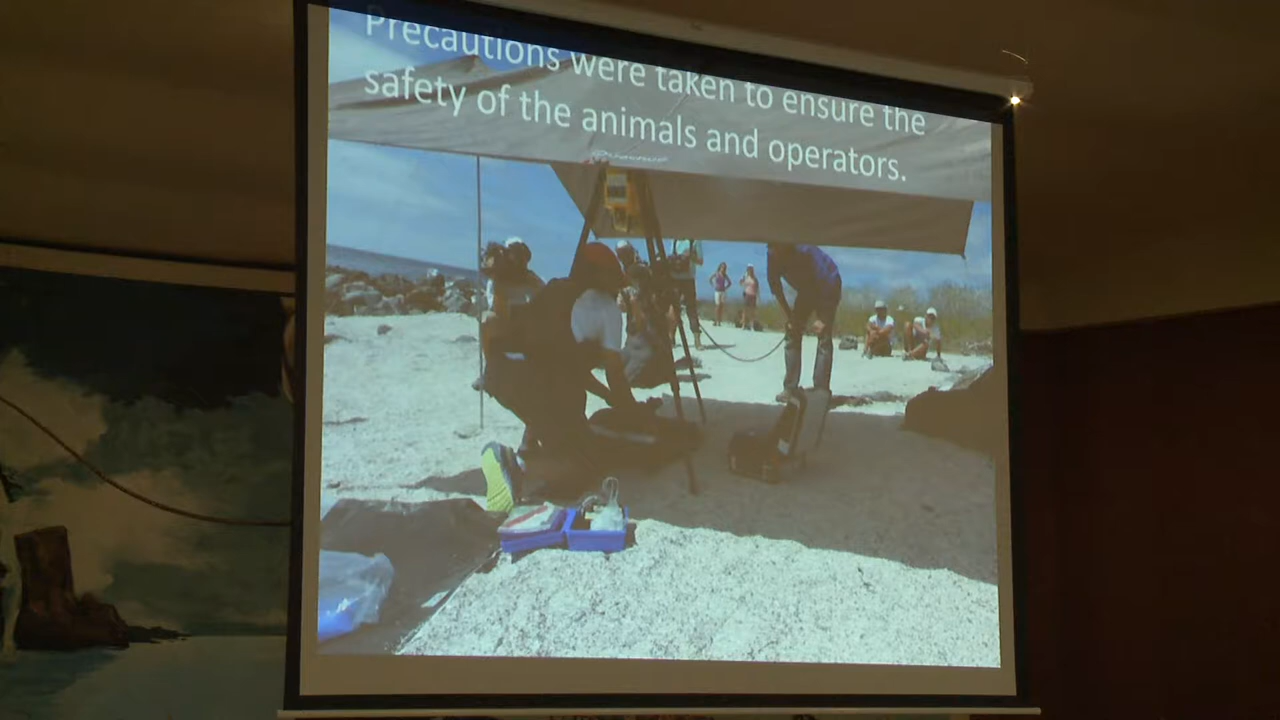 Precautions were taken to ensure the
safety of the animals and operators.